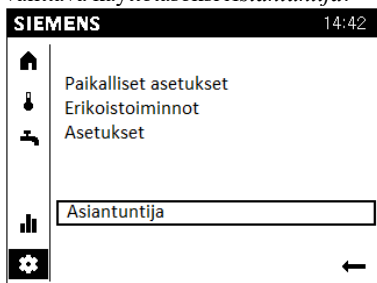 SIEMENS 14:42
Paikalliset asetukset
Erikoistoiminnot
Asetukset
Asiantuntija